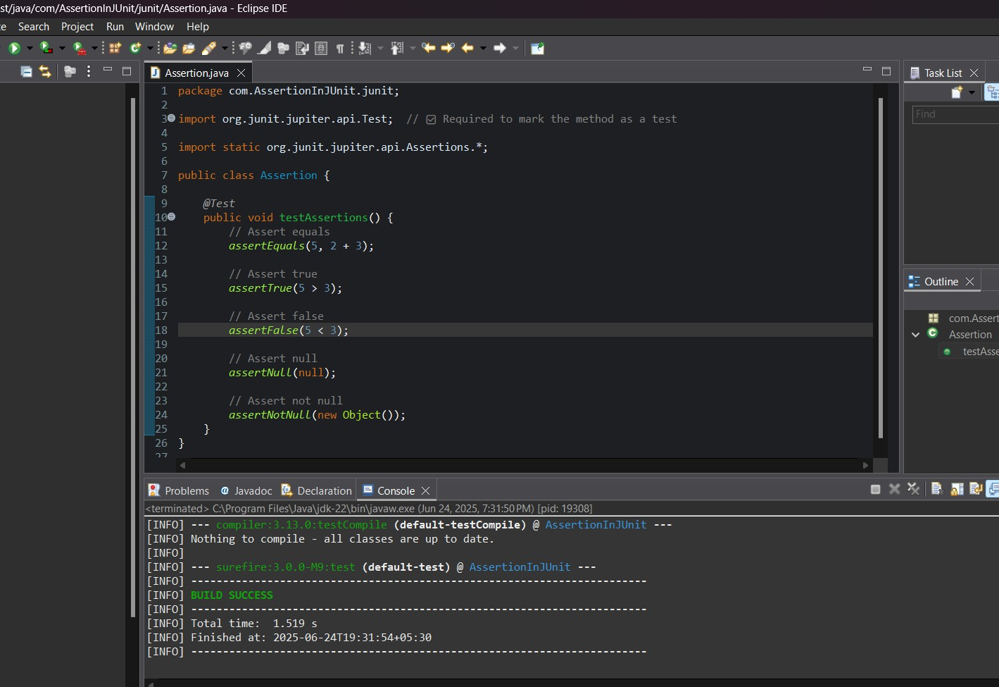 st/java/com/AssertionInJUnit/junit/Assertion.java - Eclipse IDE
e Search Project Run Window Help
Assertion.java
1 package com.AssertionInJUnit.junit;
2
3 import org.junit.jupiter.api.Test;  // ☑ Required to mark the method as a test
4
5 import static org.junit.jupiter.api.Assertions.*;
6
7 public class Assertion {
8
9     @Test
10     public void testAssertions() {
11         // Assert equals
12         assertEquals(5, 2 + 3);
13
14         // Assert true
15         assertTrue(5 > 3);
16
17         // Assert false
18         assertFalse(5 < 3);
19
20         // Assert null
21         assertNull(null);
22
23         // Assert not null
24         assertNotNull(new Object());
25     }
26 }
27
Task List
Find
Outline
com.Assert
Assertion
testAsse
Problems Javadoc Declaration Console
<terminated> C:\Program Files\Java\jdk-22\bin\javaw.exe (Jun 24, 2025, 7:31:50 PM) [pid: 19308]
[INFO] --- compiler:3.13.0:testCompile (default-testCompile) @ AssertionInJUnit ---
[INFO] Nothing to compile - all classes are up to date.
[INFO]
[INFO] --- surefire:3.0.0-M9:test (default-test) @ AssertionInJUnit ---
[INFO] ------------------------------------------------------------------------
[INFO] BUILD SUCCESS
[INFO] ------------------------------------------------------------------------
[INFO] Total time:  1.519 s
[INFO] Finished at: 2025-06-24T19:31:54+05:30
[INFO] ------------------------------------------------------------------------